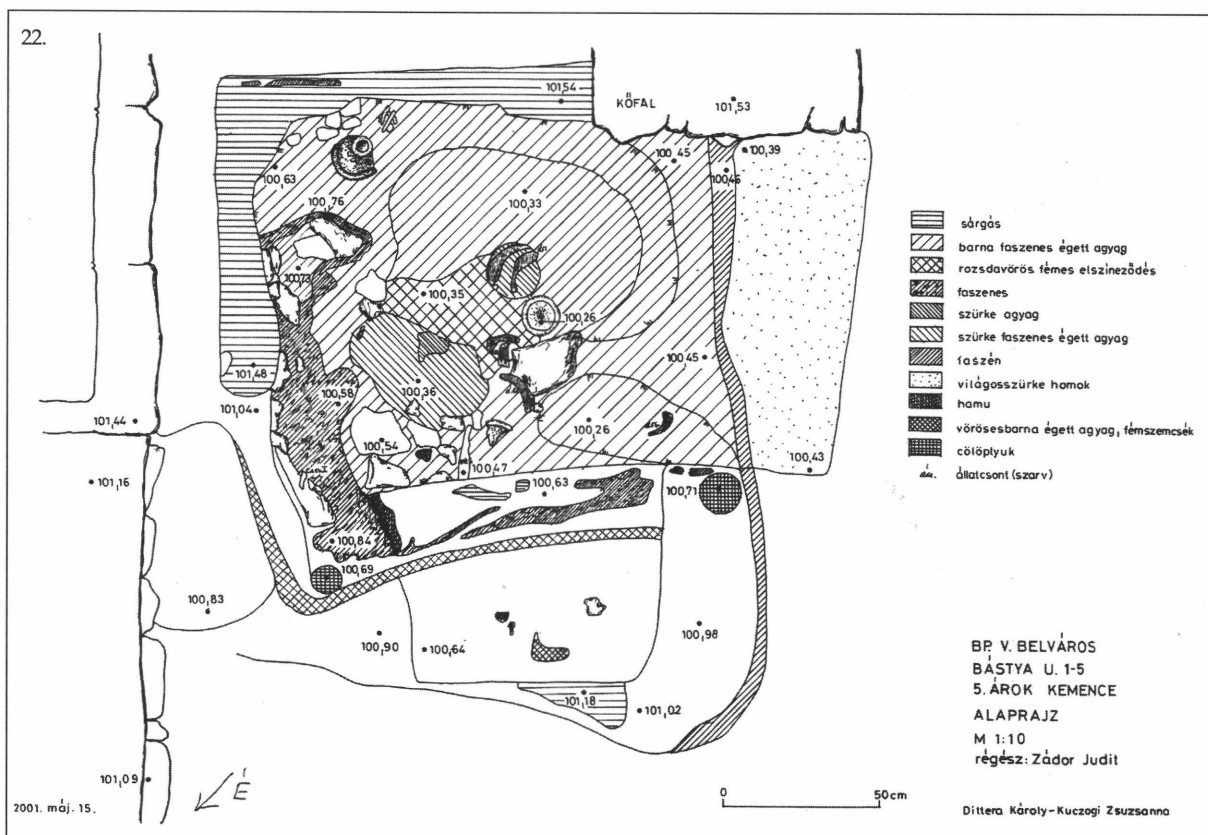 22.
101,54
KŐFAL
101,53
100,45
100,39
100,46
100,63
100,33
100,76
100,73
100,35
100,26
100,45
101,48
100,36
100,58
101,04
101,44
100,26
100,54
100,47
100,43
101,16
100,63
100,71
100,84
100,69
100,83
100,90
100,64
100,98
101,18
101,02
101,09
É
sárgás
barna faszenes égett agyag
rozsdavörös fémes elszíneződés
faszenes
szürke agyag
szürke faszenes égett agyag
faszén
világosszürke homok
hamu
vörösesbarna égett agyag, fémszemcsék
cölöplyuk
áll. állatcsont (szarv)
BP. V. BELVÁROS
BÁSTYA U. 1-5
5. ÁROK KEMENCE
ALAPRAJZ
M 1:10
régész: Zádor Judit
0 50cm
2001. máj. 15.
Dittera Károly-Kuczogi Zsuzsanna